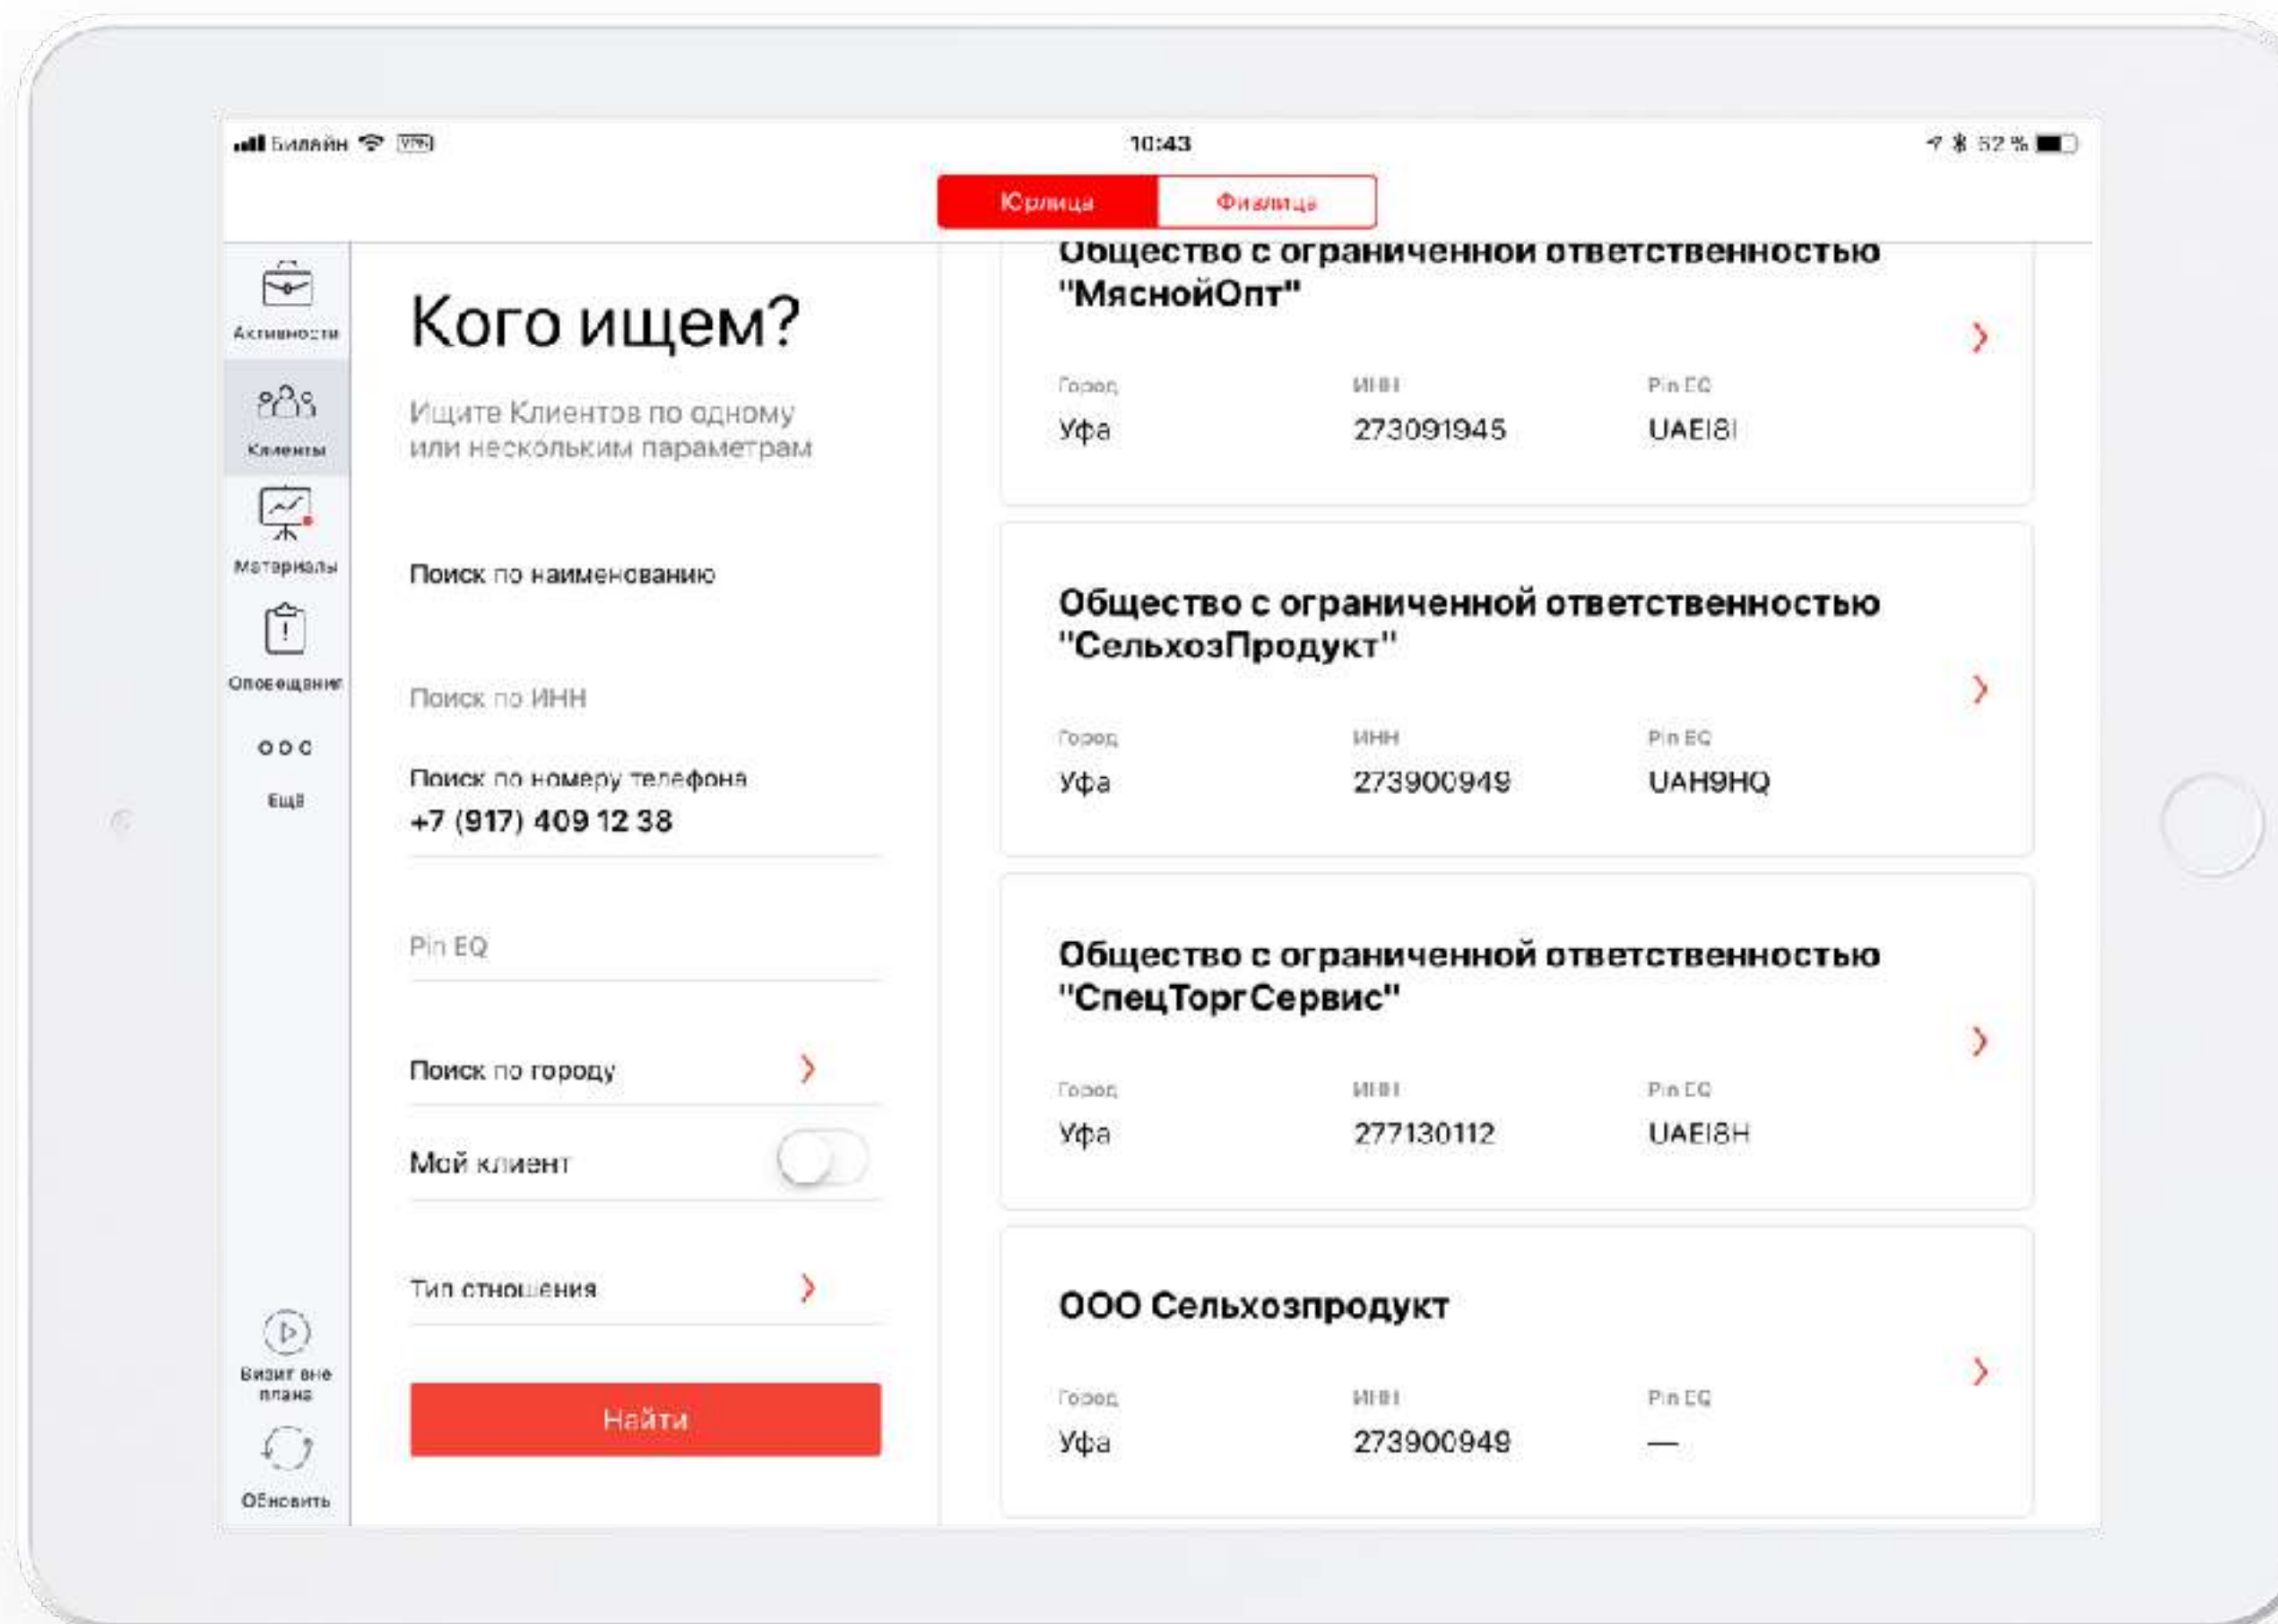 Билайн VPN
10:43
62 %
Юрлица Физлица
Активности
Клиенты
Материалы
Оповещения
Ещё
Визит вне
плана
Обновить
Кого ищем?
Ищите Клиентов по одному
или нескольким параметрам
Поиск по наименованию
Поиск по ИНН
Поиск по номеру телефона
+7 (917) 409 12 38
Pin EQ
Поиск по городу
Мой клиент
Тип отношения
Найти
Общество с ограниченной ответственностью
"МяснойОпт"
Город ИНН Pin EQ
Уфа 273091945 UAEI8I
Общество с ограниченной ответственностью
"СельхозПродукт"
Город ИНН Pin EQ
Уфа 273900949 UAH9HQ
Общество с ограниченной ответственностью
"СпецТоргСервис"
Город ИНН Pin EQ
Уфа 277130112 UAEI8H
ООО Сельхозпродукт
Город ИНН Pin EQ
Уфа 273900949 —